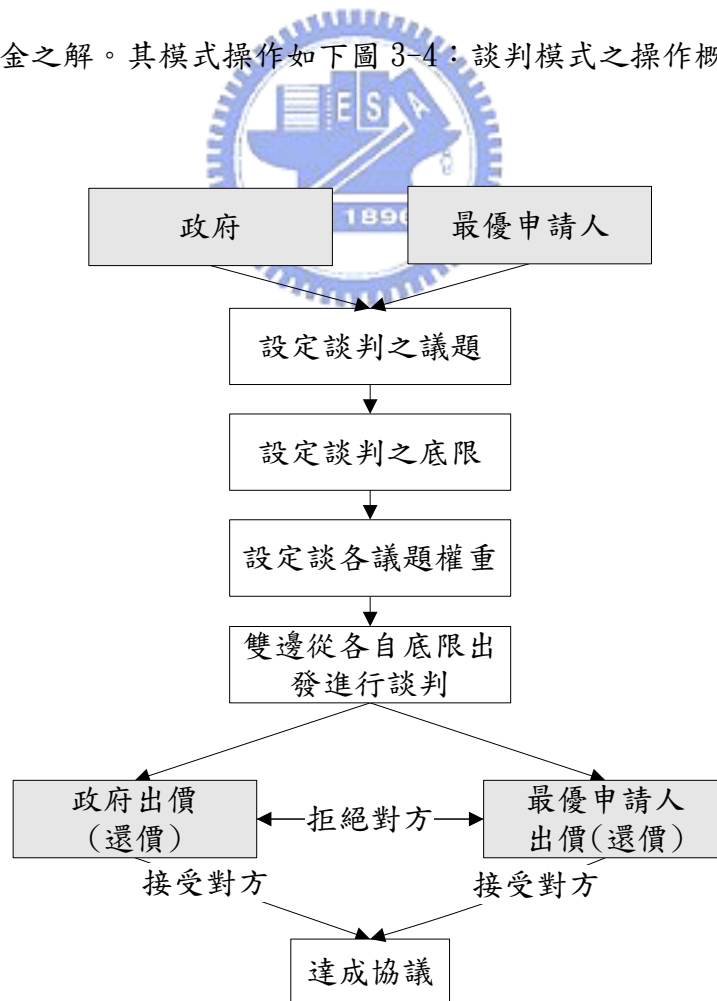 金之解。其模式操作如下圖 3-4：談判模式之操作概
E S A
1896
政府
最優申請人
設定談判之議題
設定談判之底限
設定談各議題權重
雙邊從各自底限出
發進行談判
政府出價
(還價)
拒絕對方
最優申請人
出價(還價)
接受對方
接受對方
達成協議